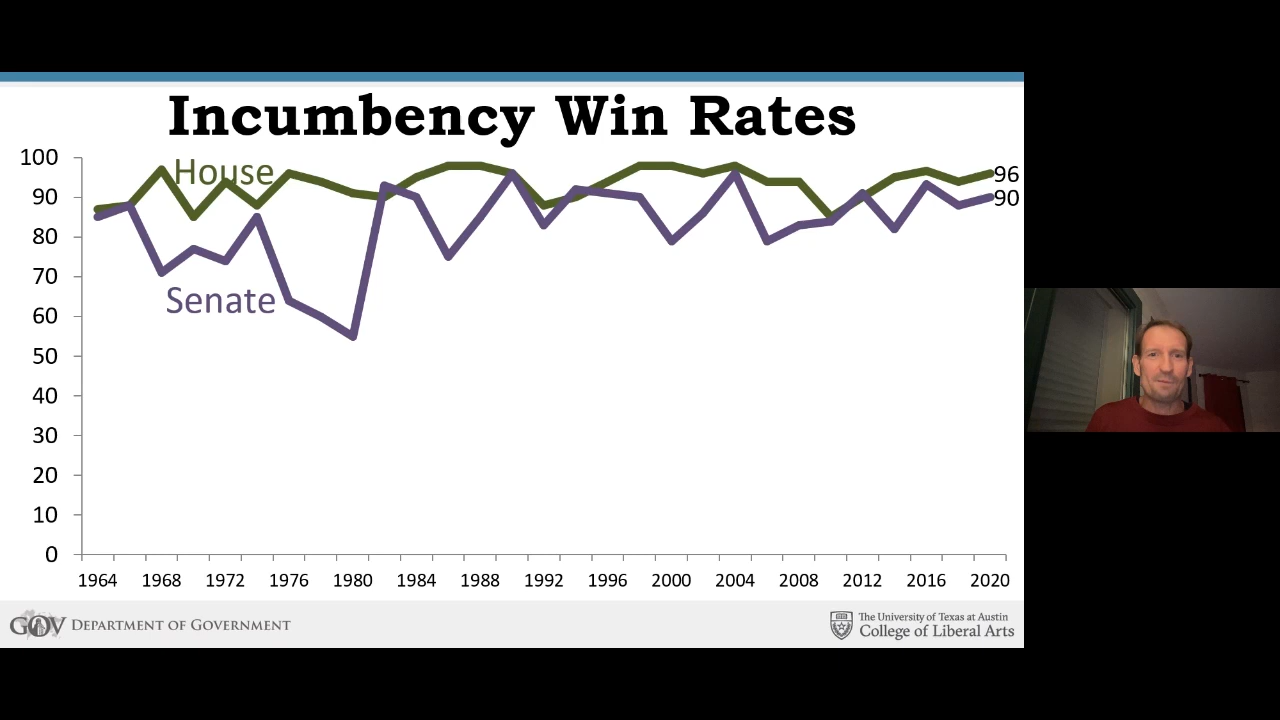 Incumbency Win Rates
100
90
80
70
60
50
40
30
20
10
0
House
Senate
96
90
1964 1968 1972 1976 1980 1984 1988 1992 1996 2000 2004 2008 2012 2016 2020
GOV DEPARTMENT OF GOVERNMENT
The University of Texas at Austin
College of Liberal Arts